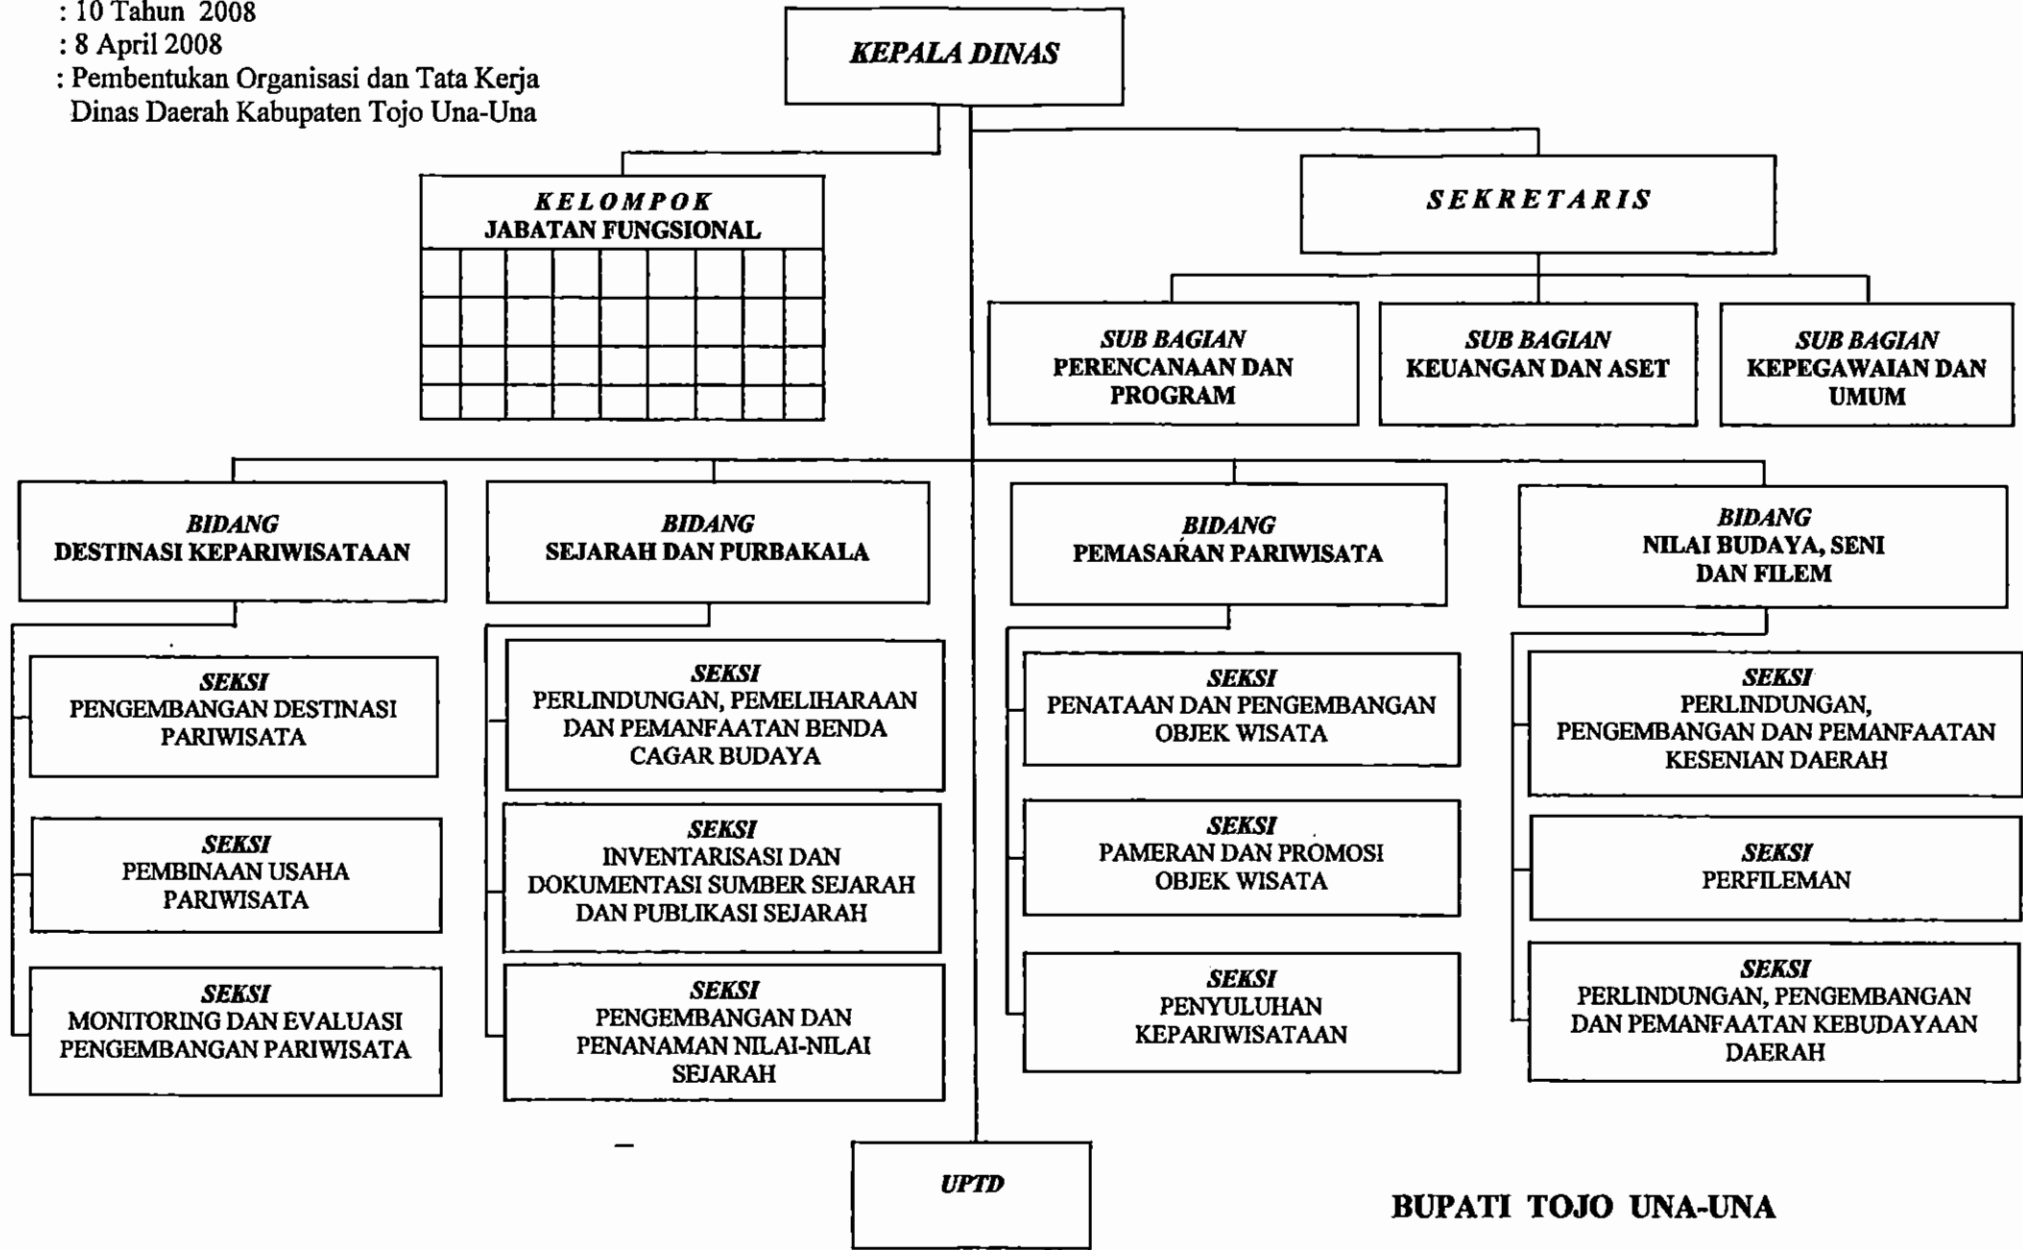 : 10 Tahun 2008
: 8 April 2008
: Pembentukan Organisasi dan Tata Kerja
Dinas Daerah Kabupaten Tojo Una-Una
KEPALA DINAS
KELOMPOK
JABATAN FUNGSIONAL
SEKRETARIS
SUB BAGIAN
PERENCANAAN DAN
PROGRAM
SUB BAGIAN
KEUANGAN DAN ASET
SUB BAGIAN
KEPEGAWAIAN DAN
UMUM
BIDANG
DESTINASI KEPARIWISATAAN
BIDANG
SEJARAH DAN PURBAKALA
BIDANG
PEMASARAN PARIWISATA
BIDANG
NILAI BUDAYA, SENI
DAN FILEM
SEKSI
PENGEMBANGAN DESTINASI
PARIWISATA
SEKSI
PEMBINAAN USAHA
PARIWISATA
SEKSI
MONITORING DAN EVALUASI
PENGEMBANGAN PARIWISATA
SEKSI
PERLINDUNGAN, PEMELIHARAAN
DAN PEMANFAATAN BENDA
CAGAR BUDAYA
SEKSI
INVENTARISASI DAN
DOKUMENTASI SUMBER SEJARAH
DAN PUBLIKASI SEJARAH
SEKSI
PENGEMBANGAN DAN
PENANAMAN NILAI-NILAI
SEJARAH
SEKSI
PENATAAN DAN PENGEMBANGAN
OBJEK WISATA
SEKSI
PAMERAN DAN PROMOSI
OBJEK WISATA
SEKSI
PENYULUHAN
KEPARIWISATAAN
SEKSI
PERLINDUNGAN,
PENGEMBANGAN DAN PEMANFAATAN
KESENIAN DAERAH
SEKSI
PERFILEMAN
SEKSI
PERLINDUNGAN, PENGEMBANGAN
DAN PEMANFAATAN KEBUDAYAAN
DAERAH
UPTD
BUPATI TOJO UNA-UNA